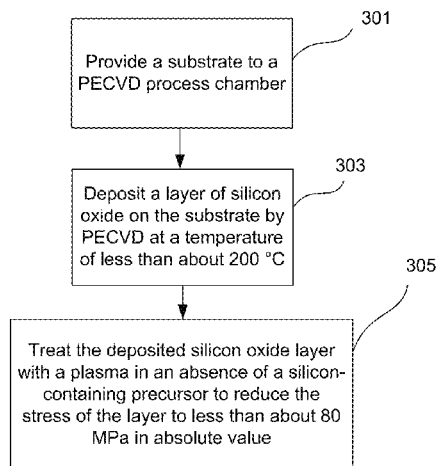 301
Provide a substrate to a
PECVD process chamber
303
Deposit a layer of silicon
oxide on the substrate by
PECVD at a temperature
of less than about 200 °C
305
Treat the deposited silicon oxide layer
with a plasma in an absence of a silicon-
containing precursor to reduce the
stress of the layer to less than about 80
MPa in absolute value